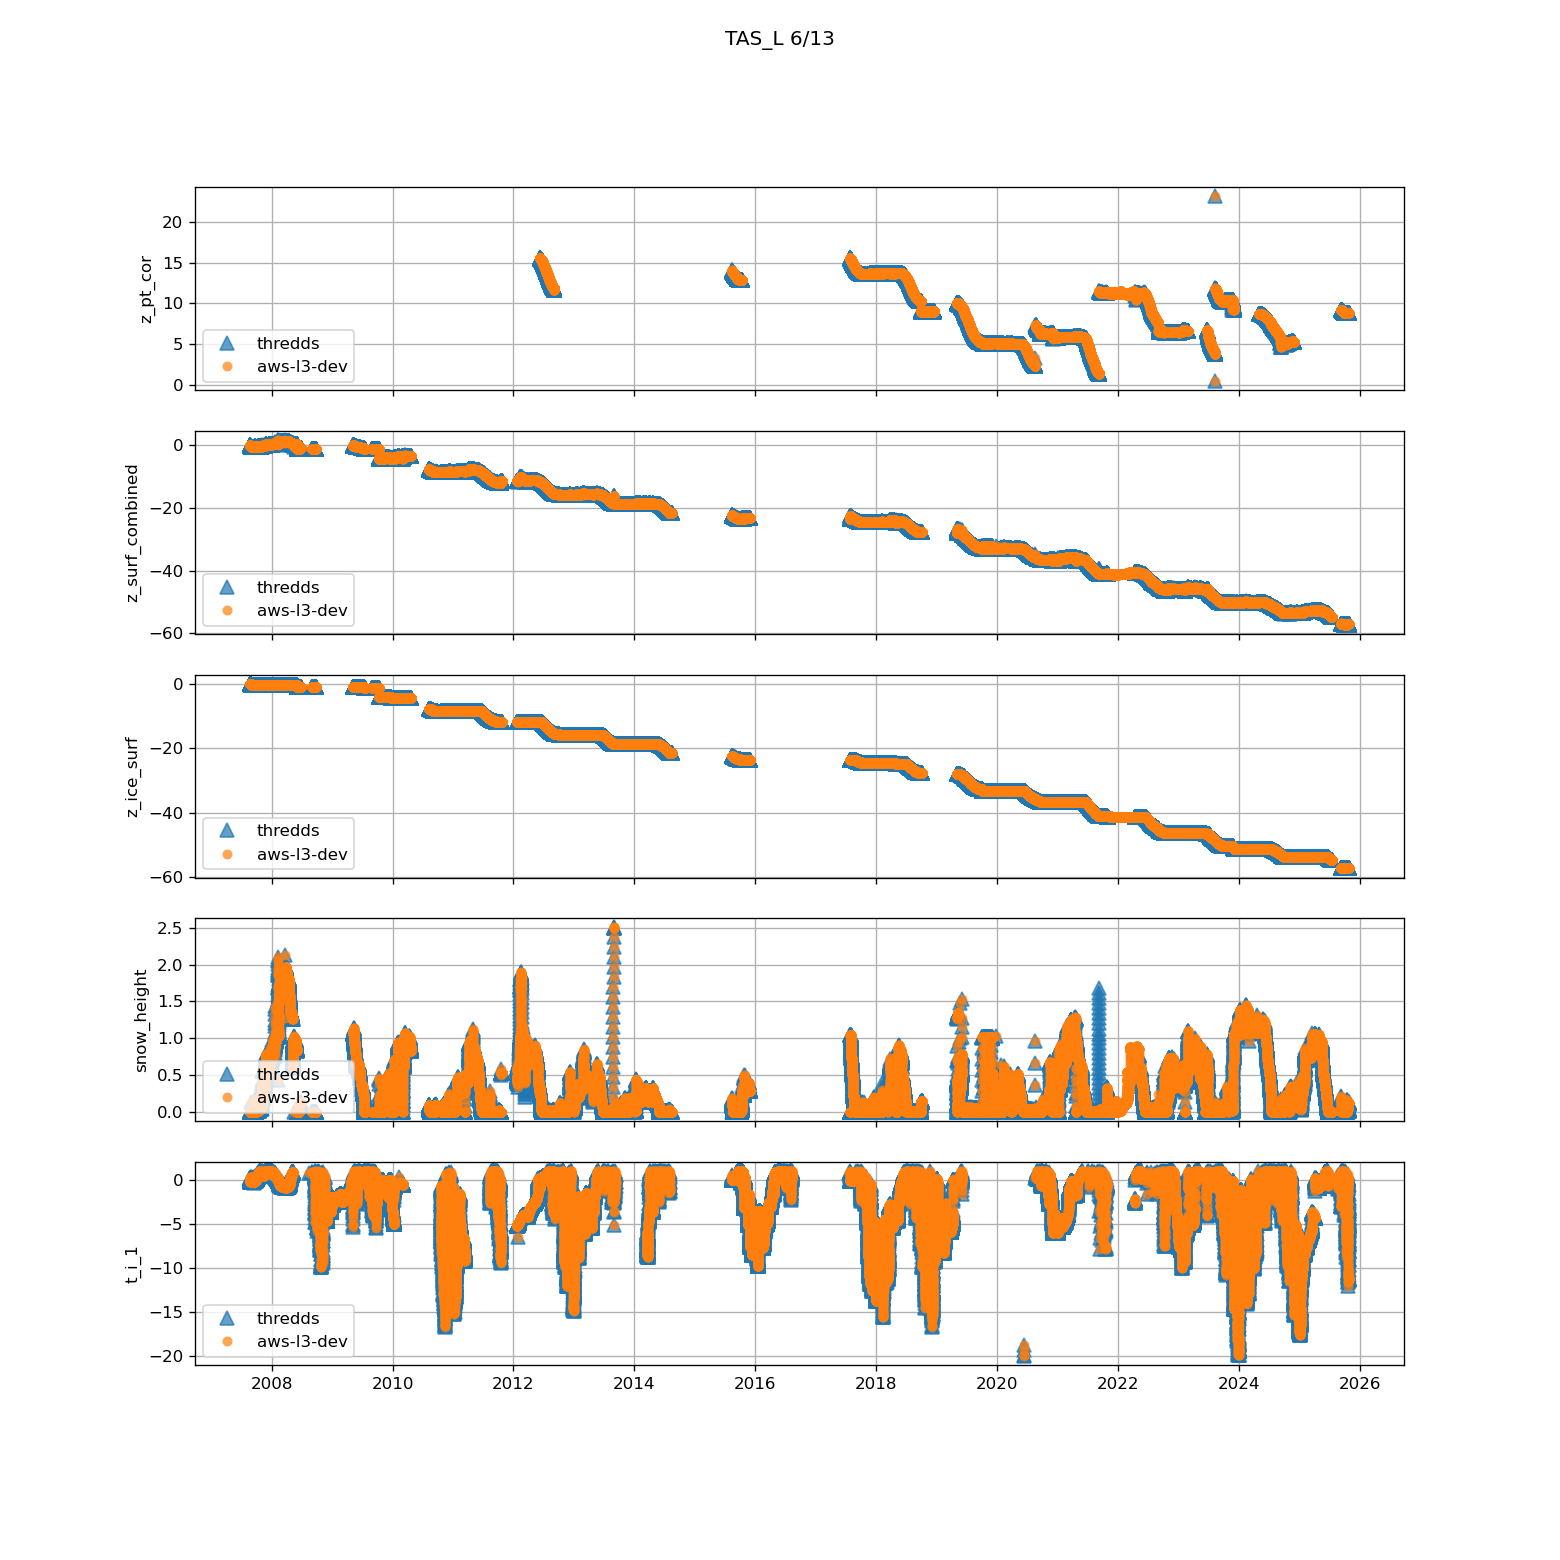 TAS_L 6/13
20
15
10
5
0
z_pt_cor
thredds
aws-l3-dev
0
−20
−40
−60
z_surf_combined
thredds
aws-l3-dev
0
−20
−40
−60
z_ice_surf
thredds
aws-l3-dev
2.5
2.0
1.5
1.0
0.5
0.0
snow_height
thredds
aws-l3-dev
0
−5
−10
−15
−20
t_i_1
thredds
aws-l3-dev
2008 2010 2012 2014 2016 2018 2020 2022 2024 2026